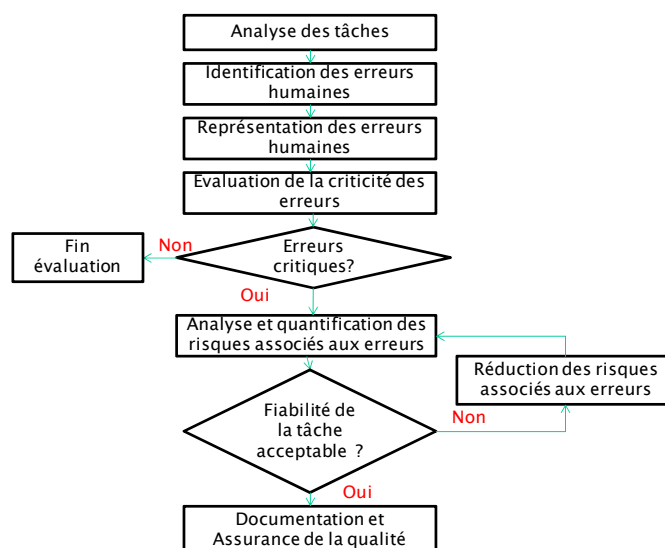 Analyse des tâches
Identification des erreurs
humaines
Représentation des erreurs
humaines
Evaluation de la criticité des
erreurs
Fin
évaluation
Non
Erreurs
critiques?
Oui
Analyse et quantification des
risques associés aux erreurs
Réduction des risques
associés aux erreurs
Fiabilité de
la tâche
acceptable ?
Non
Oui
Documentation et
Assurance de la qualité